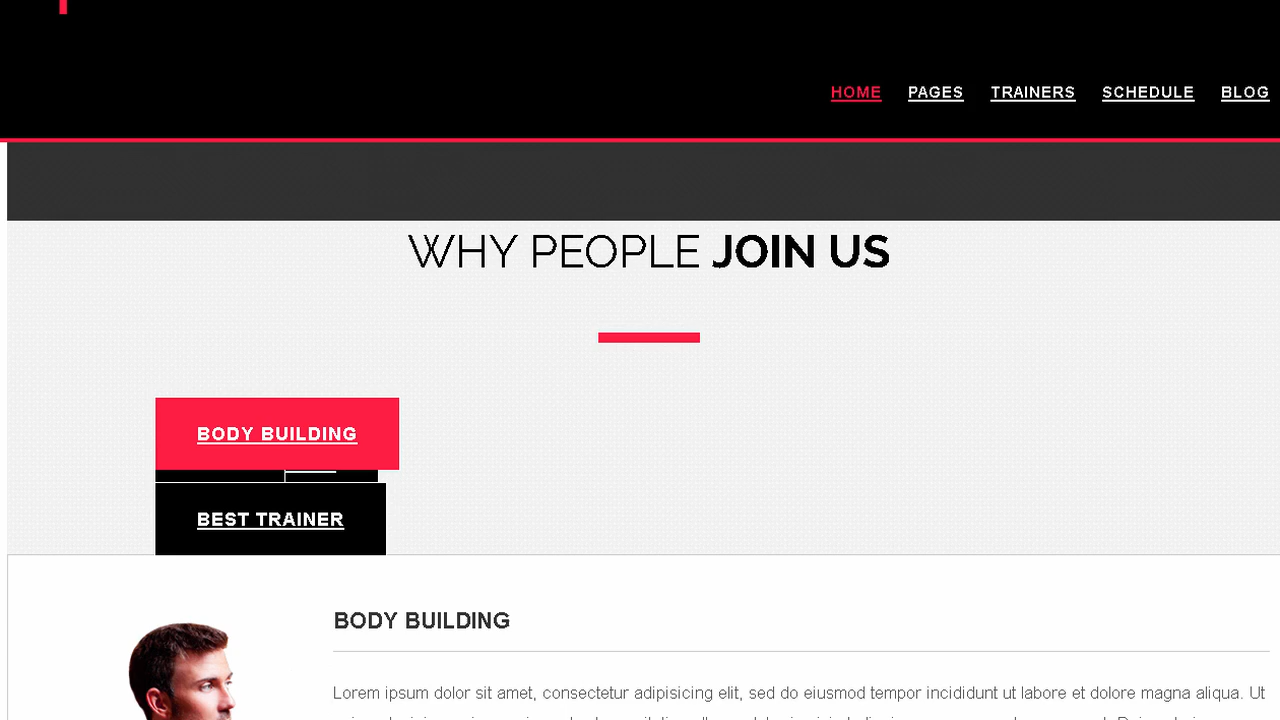 HOME PAGES TRAINERS SCHEDULE BLOG
WHY PEOPLE JOIN US
BODY BUILDING
BEST TRAINER
BODY BUILDING
Lorem ipsum dolor sit amet, consectetur adipisicing elit, sed do eiusmod tempor incididunt ut labore et dolore magna aliqua. Ut